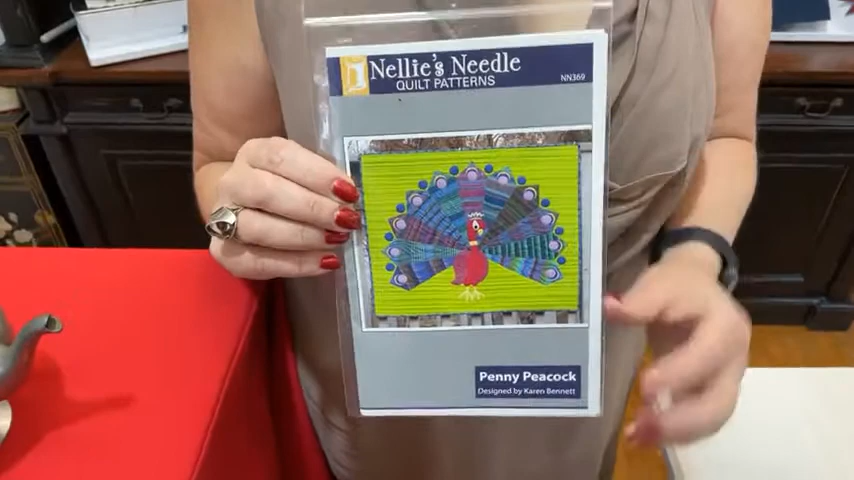 Nellie's Needle
QUILT PATTERNS
NN369
Penny Peacock
Designed by Karen Bennett